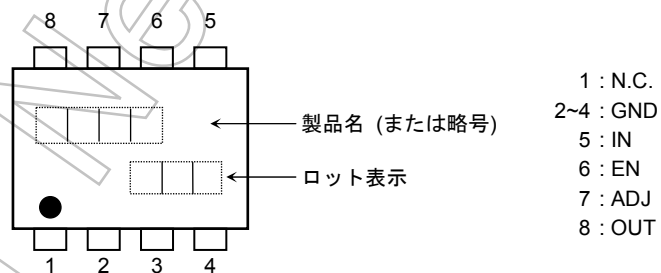 8 7 6 5
製品名 (または略号)
ロット表示
1 2 3 4
1 : N.C.
2~4 : GND
5 : IN
6 : EN
7 : ADJ
8 : OUT